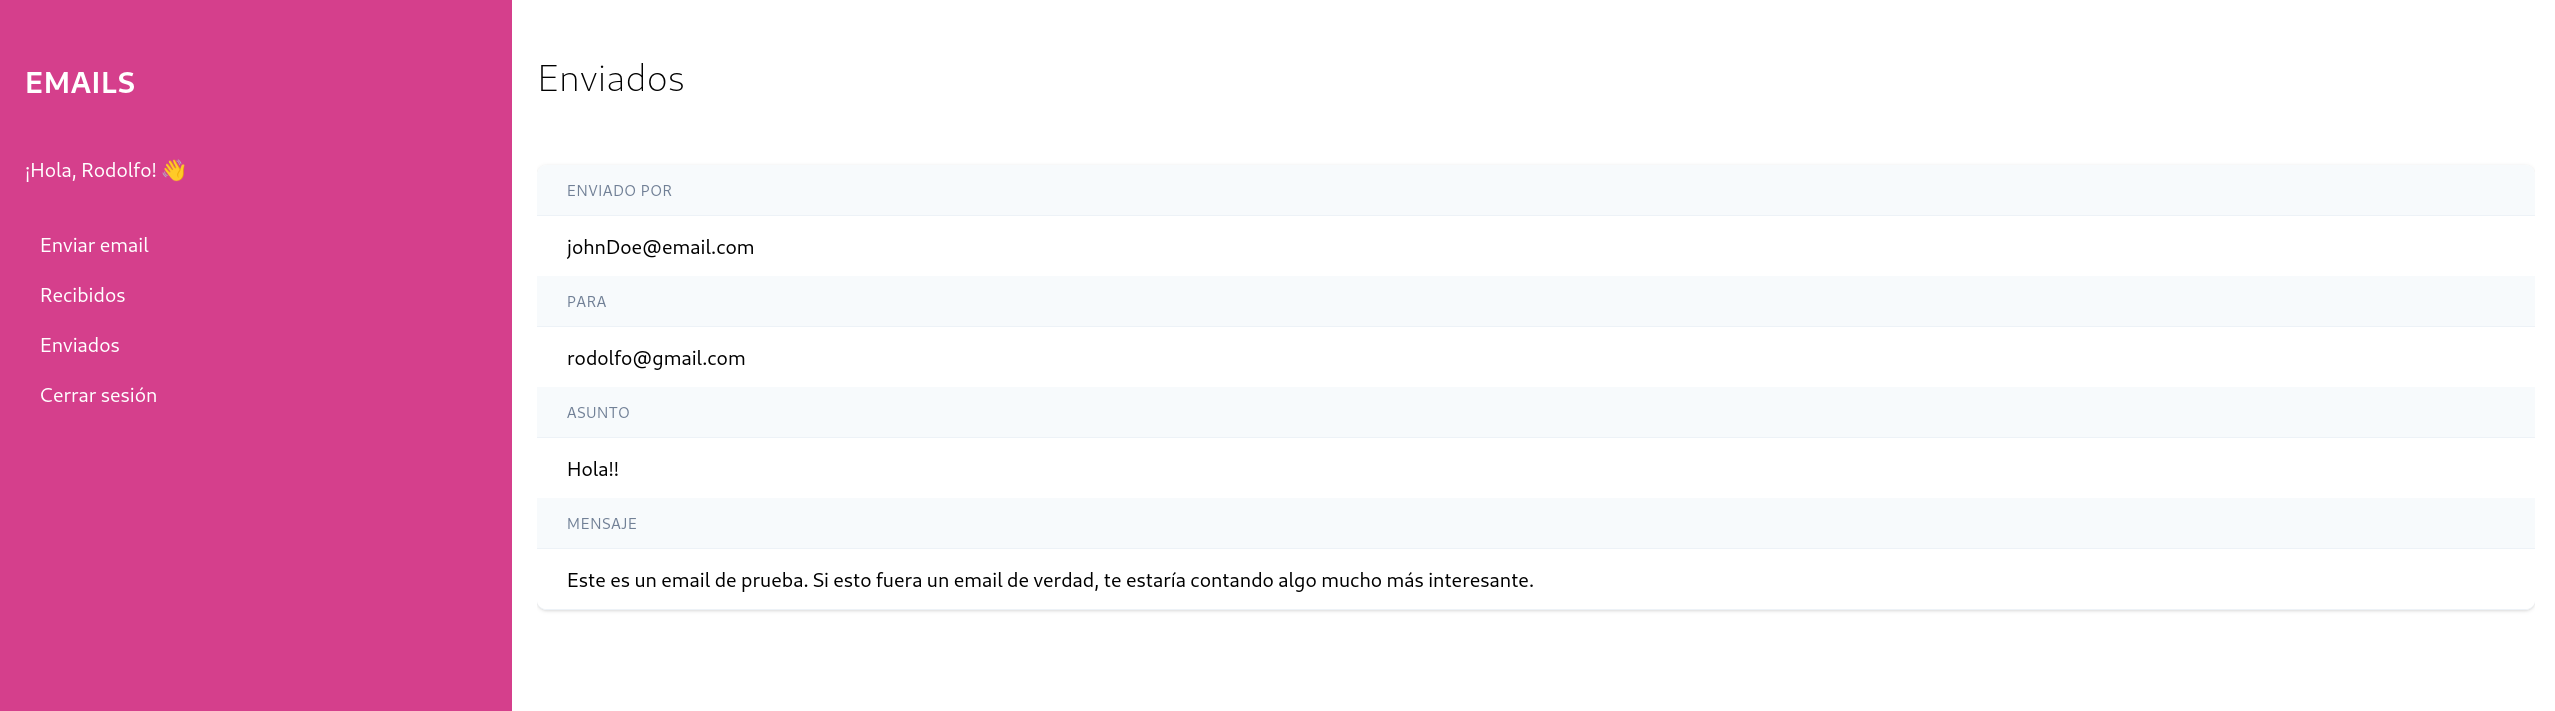 EMAILS
¡Hola, Rodolfo! 👋
Enviar email
Recibidos
Enviados
Cerrar sesión
Enviados
ENVIADO POR
johnDoe@email.com
PARA
rodolfo@gmail.com
ASUNTO
Hola!!
MENSAJE
Este es un email de prueba. Si esto fuera un email de verdad, te estaría contando algo mucho más interesante.